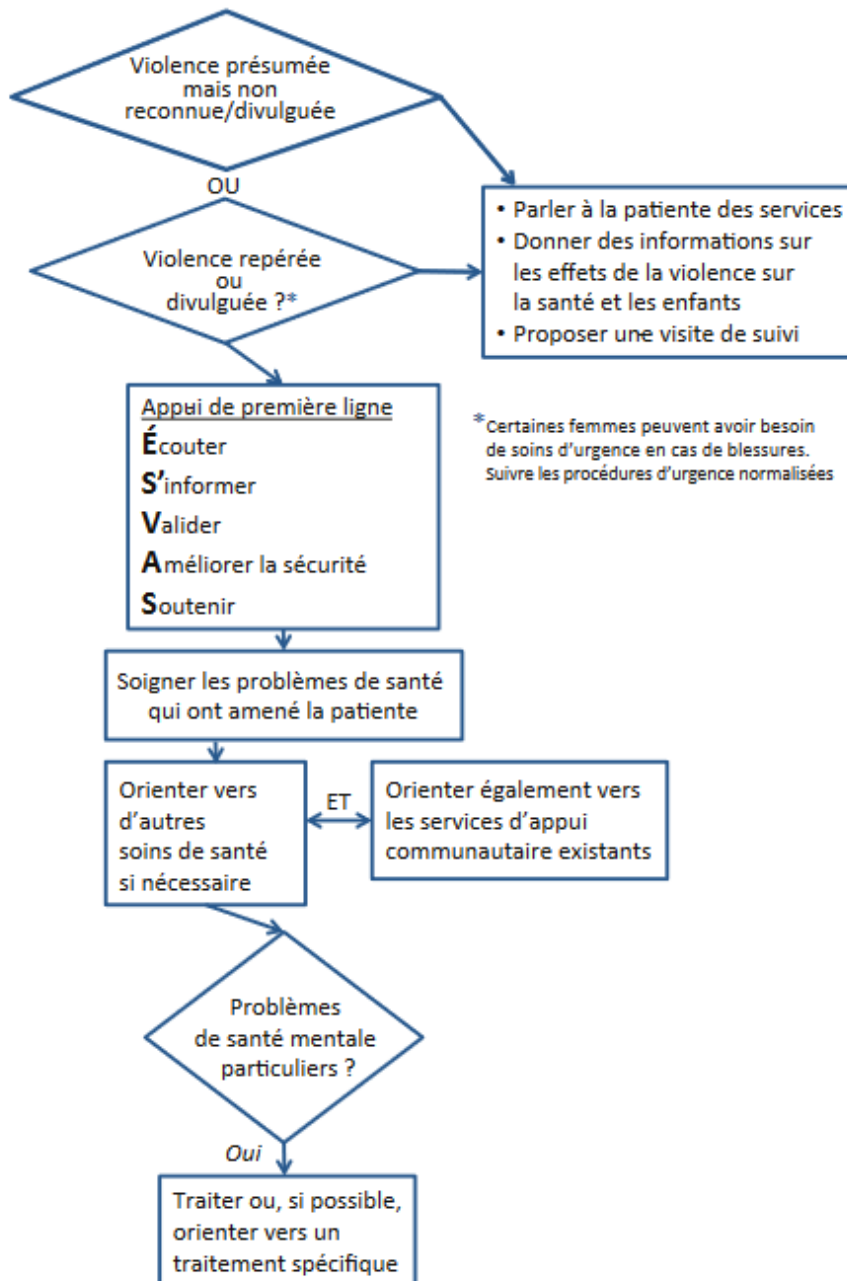 Violence présumée
mais non
reconnue/divulguée
OU
Violence repérée
ou
divulguée ?*
• Parler à la patiente des services
• Donner des informations sur
les effets de la violence sur
la santé et les enfants
• Proposer une visite de suivi
Appui de première ligne
Écouter
S’informer
Valider
Améliorer la sécurité
Soutenir
*Certaines femmes peuvent avoir besoin
de soins d’urgence en cas de blessures.
Suivre les procédures d’urgence normalisées
Soigner les problèmes de santé
qui ont amené la patiente
Orienter vers
d’autres
soins de santé
si nécessaire
ET
Orienter également vers
les services d’appui
communautaire existants
Problèmes
de santé mentale
particuliers ?
Oui
Traiter ou, si possible,
orienter vers un
traitement spécifique